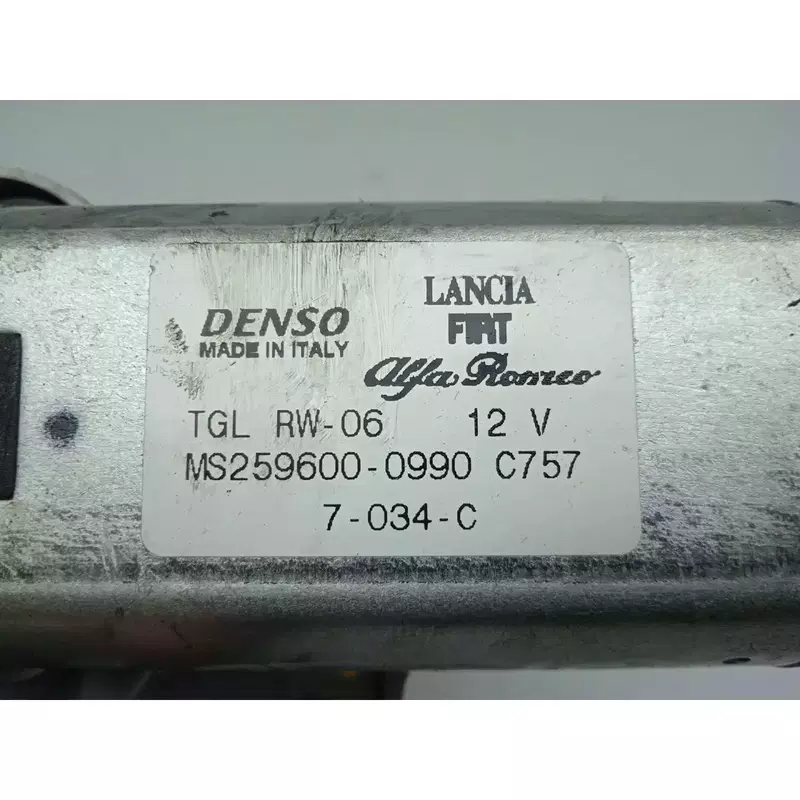 DENSO
MADE IN ITALY
LANCIA
FIAT
Alfa Romeo
TGL RW-06 12 V
MS259600-0990 C757
7-034-C